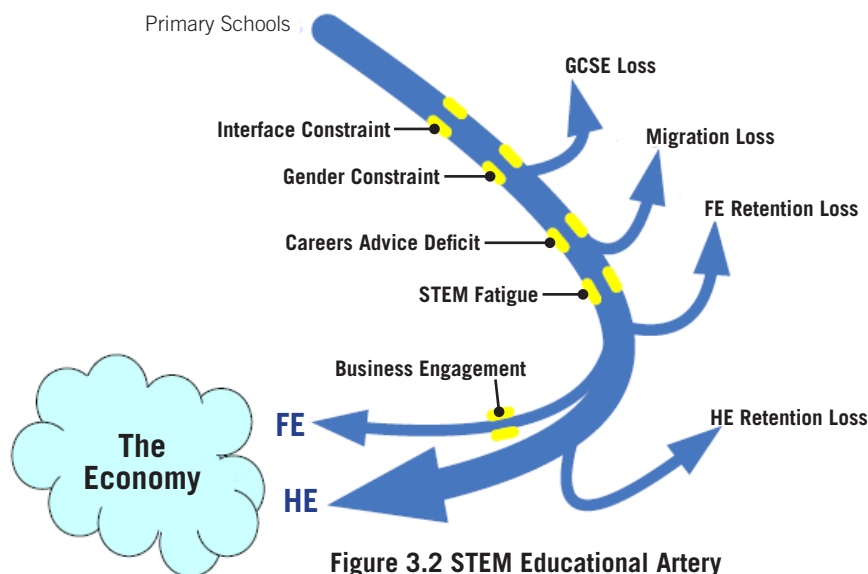 Primary Schools
GCSE Loss
Interface Constraint
Migration Loss
Gender Constraint
FE Retention Loss
Careers Advice Deficit
STEM Fatigue
Business Engagement
FE
HE Retention Loss
The
Economy
HE
Figure 3.2 STEM Educational Artery